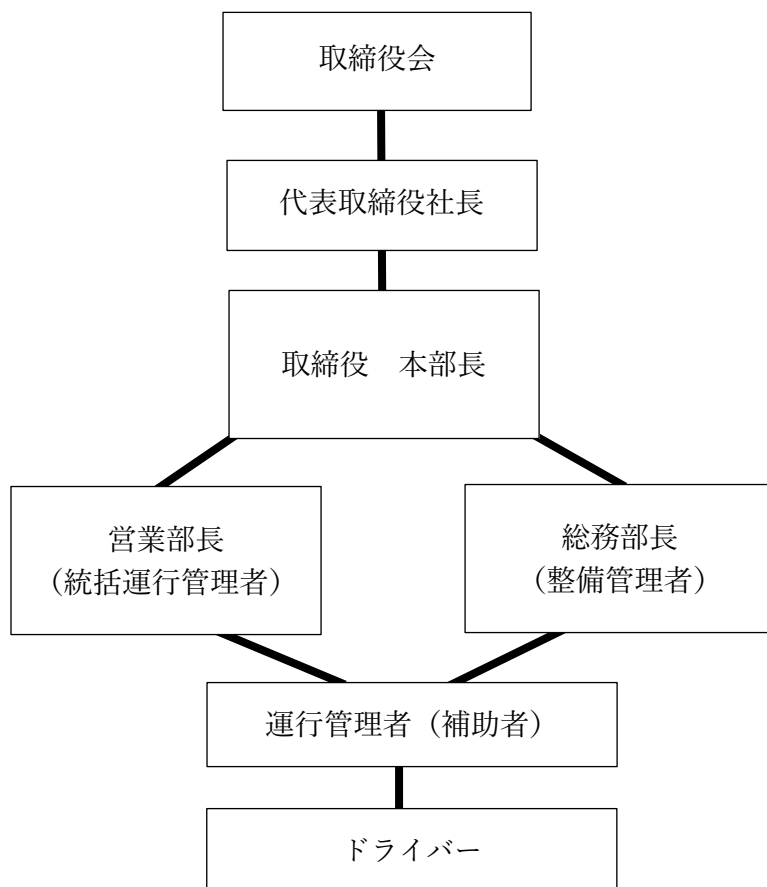 取締役会
代表取締役社長
取締役　本部長
営業部長
（統括運行管理者）
総務部長
（整備管理者）
運行管理者（補助者）
ドライバー